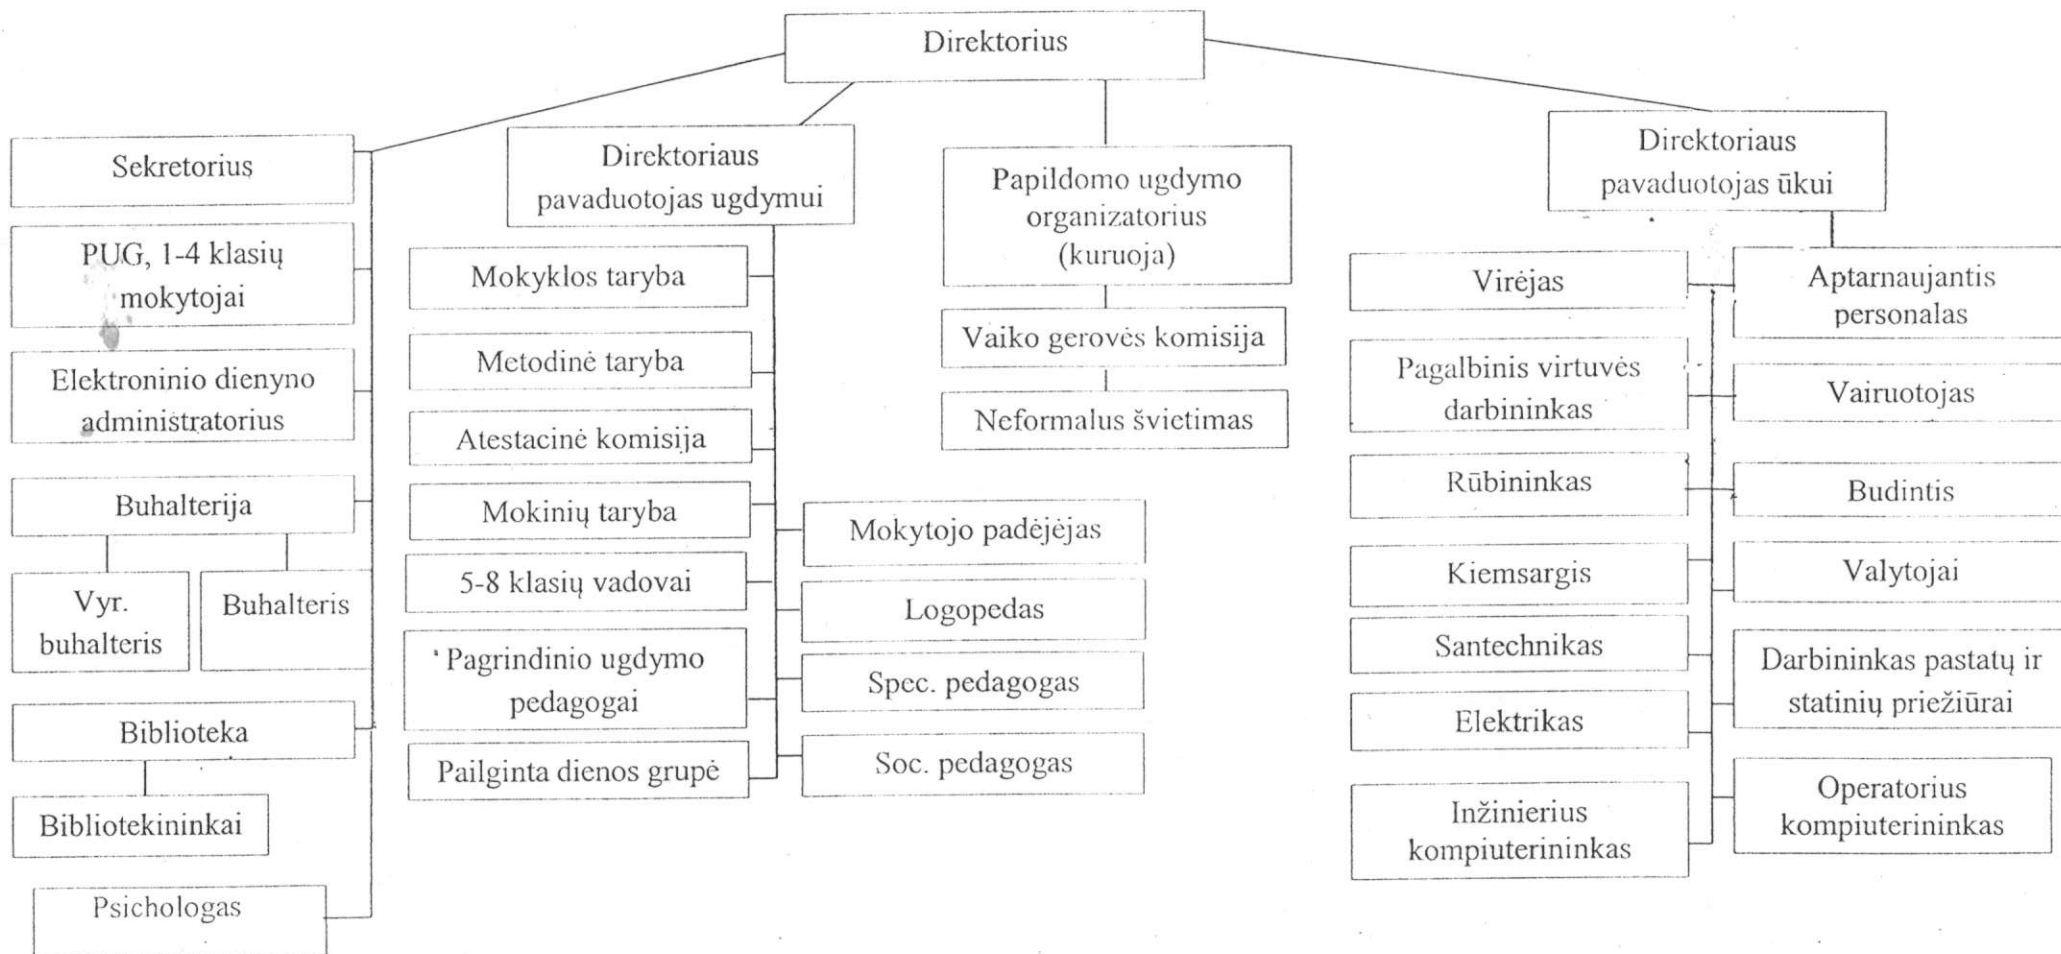 Direktorius
Sekretorius
PUG, 1-4 klasių
mokytojai
Elektroninio dienyno
administratorius
Buhalterija
Vyr.
buhalteris
Buhalteris
Biblioteka
Bibliotekininkai
Psichologas
Direktoriaus
pavaduotojas ugdymui
Mokyklos taryba
Metodinė taryba
Atestacinė komisija
Mokinių taryba
5-8 klasių vadovai
Pagrindinio ugdymo
pedagogai
Pailginta dienos grupė
Mokytojo padėjėjas
Logopedas
Spec. pedagogas
Soc. pedagogas
Papildomo ugdymo
organizatorius
(kuruoja)
Vaiko gerovės komisija
Neformalus švietimas
Direktoriaus
pavaduotojas ūkui
Virėjas
Pagalbinis virtuvės
darbininkas
Rūbininkas
Kiemsargis
Santechnikas
Elektrikas
Inžinierius
kompiuterininkas
Aptarnaujantis
personalas
Vairuotojas
Budintis
Valytojai
Darbininkas pastatų ir
statinių priežiūrai
Operatorius
kompiuterininkas